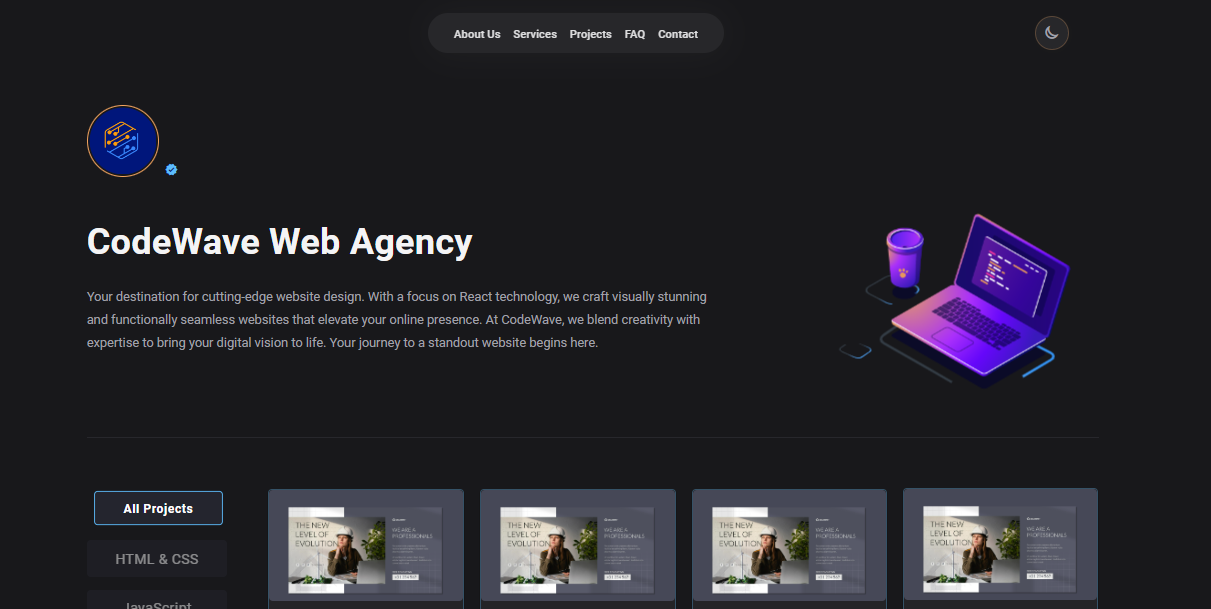 About Us Services Projects FAQ Contact
CodeWave Web Agency
Your destination for cutting-edge website design. With a focus on React technology, we craft visually stunning
and functionally seamless websites that elevate your online presence. At CodeWave, we blend creativity with
expertise to bring your digital vision to life. Your journey to a standout website begins here.
All Projects
HTML & CSS
JavaScript
THE NEW
LEVEL OF
EVOLUTION
WE ARE A
PROFESSIONALS
THE NEW
LEVEL OF
EVOLUTION
WE ARE A
PROFESSIONALS
THE NEW
LEVEL OF
EVOLUTION
WE ARE A
PROFESSIONALS
THE NEW
LEVEL OF
EVOLUTION
WE ARE A
PROFESSIONALS